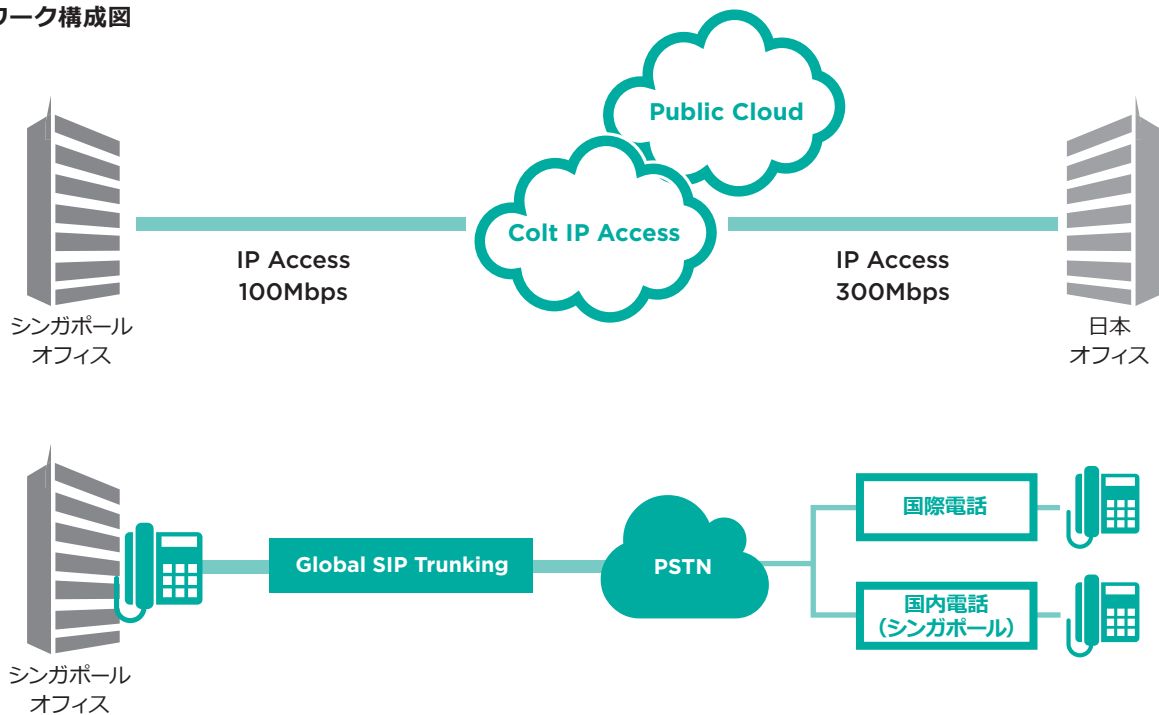 ワーク構成図
Public Cloud
Colt IP Access
IP Access
100Mbps
IP Access
300Mbps
シンガポール
オフィス
日本
オフィス
国際電話
Global SIP Trunking
PSTN
国内電話
（シンガポール）
シンガポール
オフィス